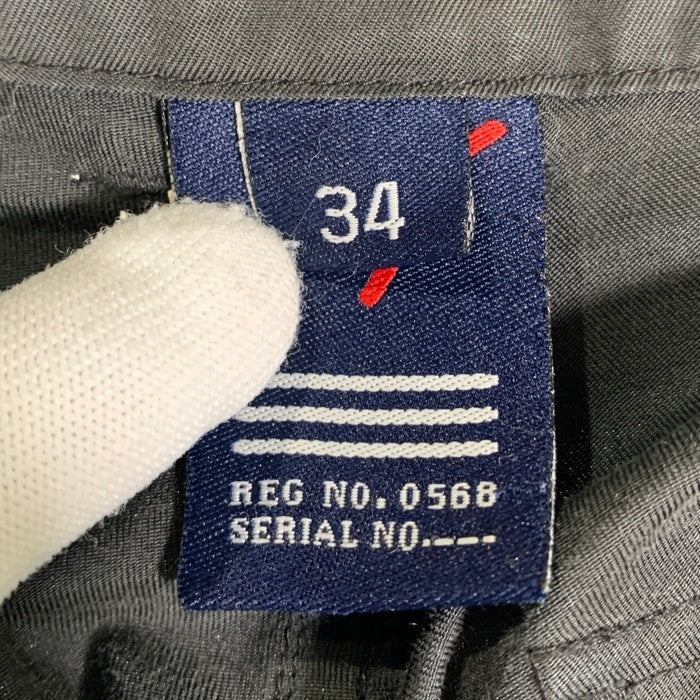 34
REG NO. 0568
SERIAL NO.----